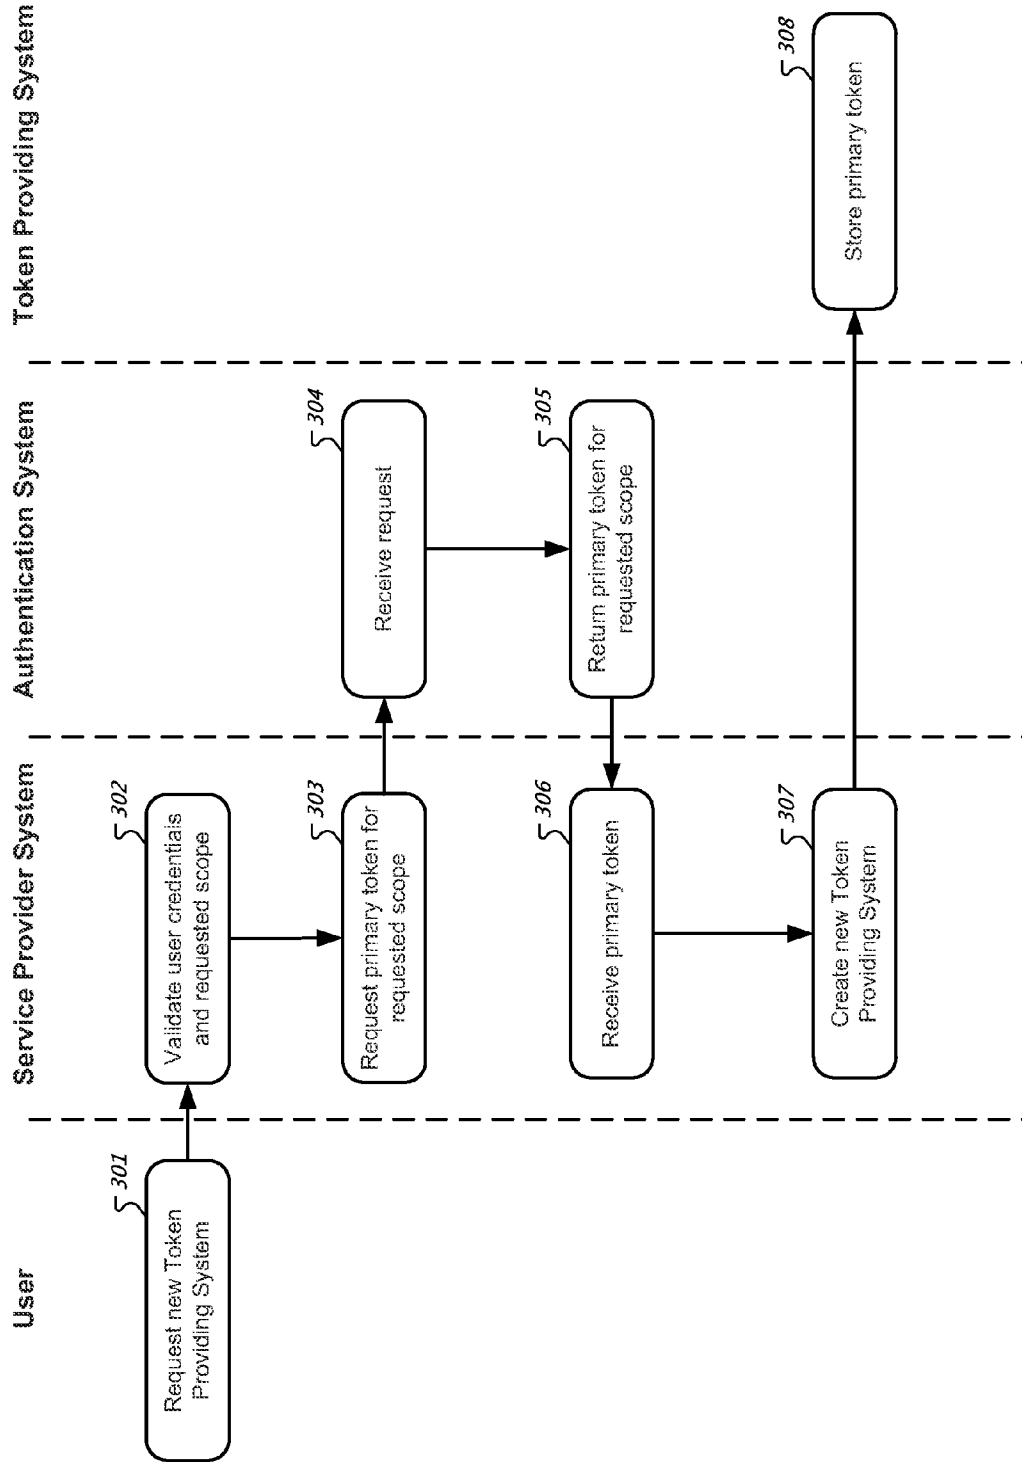 User
Service Provider System
Authentication System
Token Providing System
301
Request new Token
Providing System
302
Validate user credentials
and requested scope
303
Request primary token for
requested scope
304
Receive request
305
Return primary token for
requested scope
306
Receive primary token
307
Create new Token
Providing System
308
Store primary token